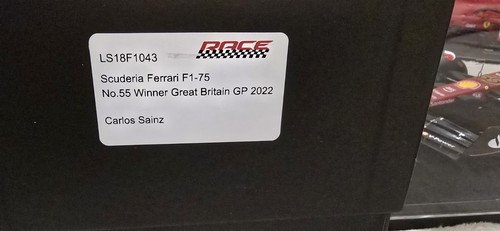 RACE
LS18F1043
Scuderia Ferrari F1-75
No.55 Winner Great Britain GP 2022
Carlos Sainz